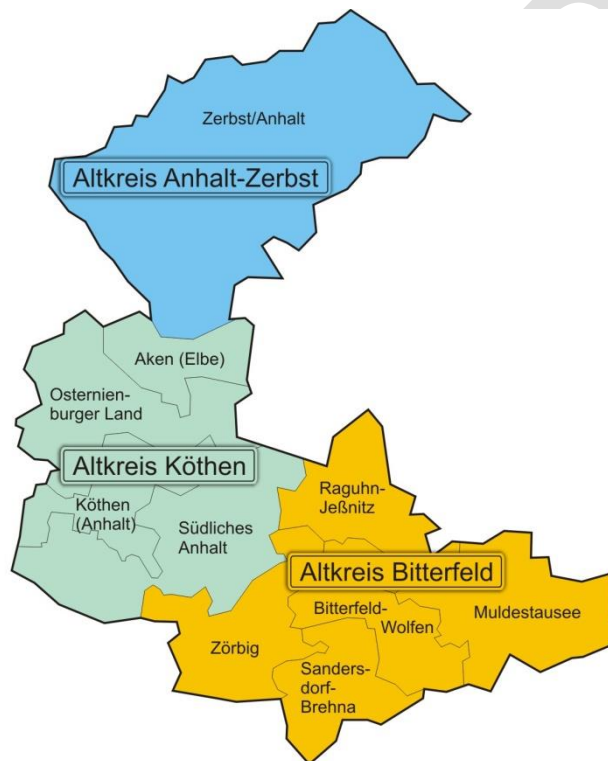 Zerbst/Anhalt
Altkreis Anhalt-Zerbst
Aken (Elbe)
Osternien-
burger Land
Altkreis Köthen
Köthen
(Anhalt)
Südliches
Anhalt
Raguhn-
Jeßnitz
Altkreis Bitterfeld
Bitterfeld-
Wolfen
Muldestausee
Zörbig
Sanders-
dorf-
Brehna